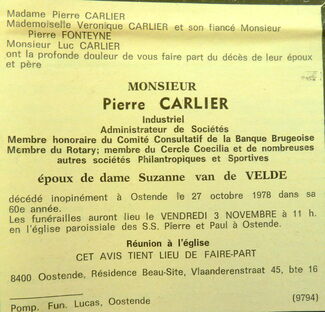 Madame Pierre CARLIER
Mademoiselle Veronique CARLIER et son fiancé Monsieur
Pierre FONTEYNE
Monsieur Luc CARLIER
ont la profonde douleur de vous faire part du décès de leur époux
et père
MONSIEUR
Pierre CARLIER
Industriel
Administrateur de Sociétés
Membre honoraire du Comité Consultatif de la Banque Brugeoise
Membre du Rotary; membre du Cercle Coecilia et de nombreuses
autres sociétés Philantropiques et Sportives
époux de dame Suzanne van de VELDE
décédé inopinément à Ostende le 27 octobre 1978 dans sa
60e année.
Les funérailles auront lieu le VENDREDI 3 NOVEMBRE à 11 h.
en l'église paroissiale des S.S. Pierre et Paul à Ostende.
Réunion à l'église
CET AVIS TIENT LIEU DE FAIRE-PART
8400 Oostende, Résidence Beau-Site, Vlaanderenstraat 45, bte 16
Pomp. Fun. Lucas, Oostende (9794)